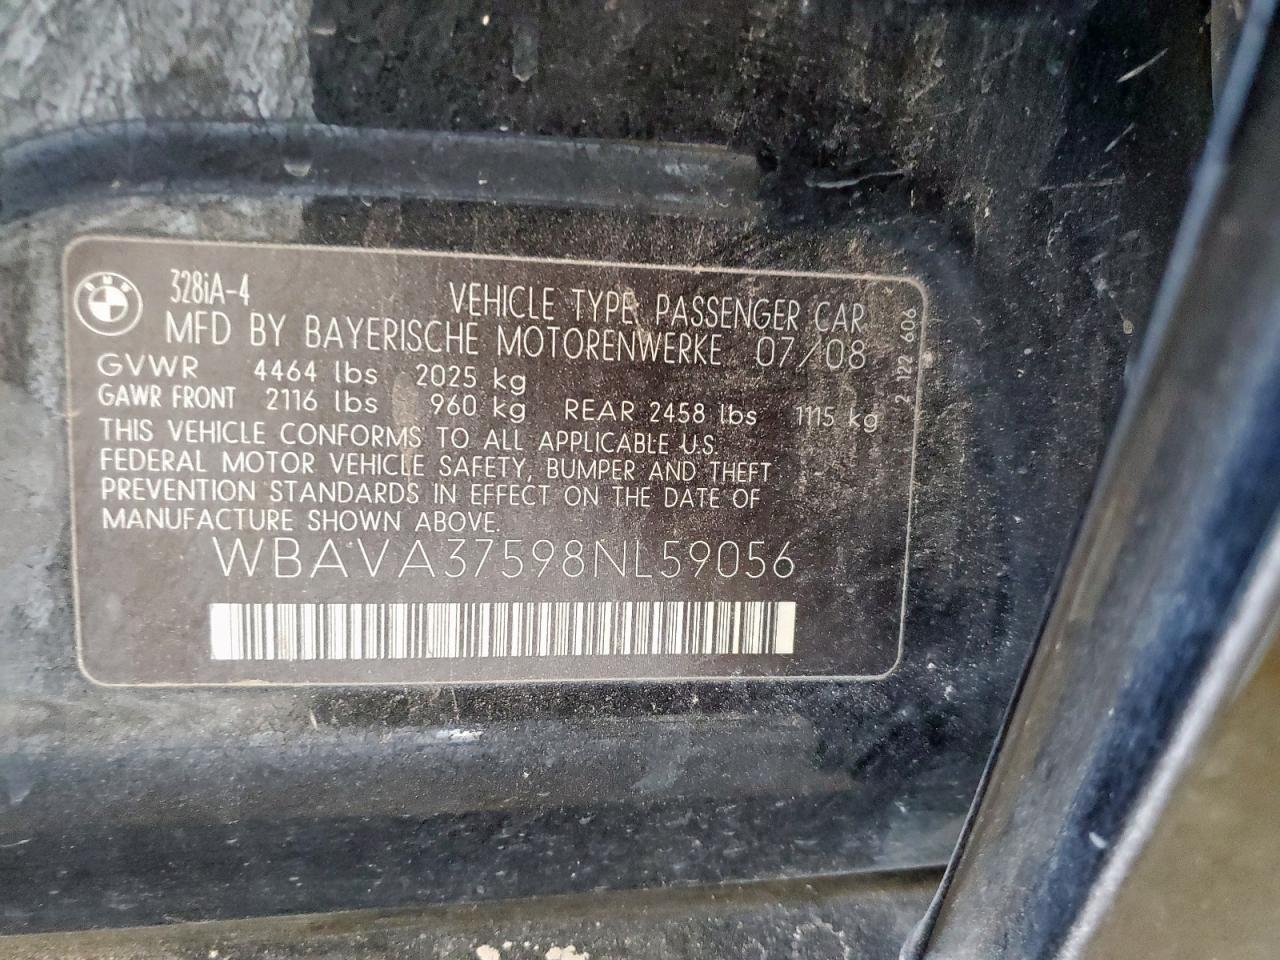 BMW
328iA-4 VEHICLE TYPE PASSENGER CAR
MFD BY BAYERISCHE MOTORENWERKE 07/08
GVWR 4464 lbs 2025 kg
GAWR FRONT 2116 lbs 960 kg REAR 2458 lbs 1115 kg
THIS VEHICLE CONFORMS TO ALL APPLICABLE U.S.
FEDERAL MOTOR VEHICLE SAFETY, BUMPER AND THEFT
PREVENTION STANDARDS IN EFFECT ON THE DATE OF
MANUFACTURE SHOWN ABOVE.
WBAVA37598NL59056
2 122 606